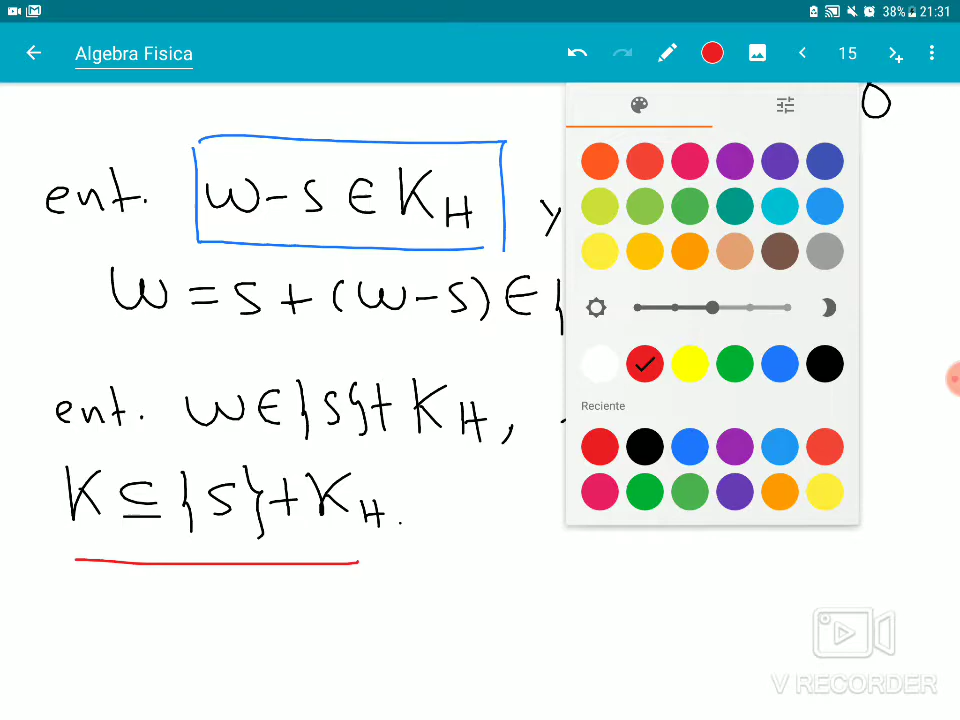 38% 21:31
Algebra Fisica
15
ent. w-s ∈ K_H y
w = s + (w-s) ∈ {
ent. w ∈ {s} + K_H,
K ⊆ {s} + K_H.
Reciente
V RECORDER